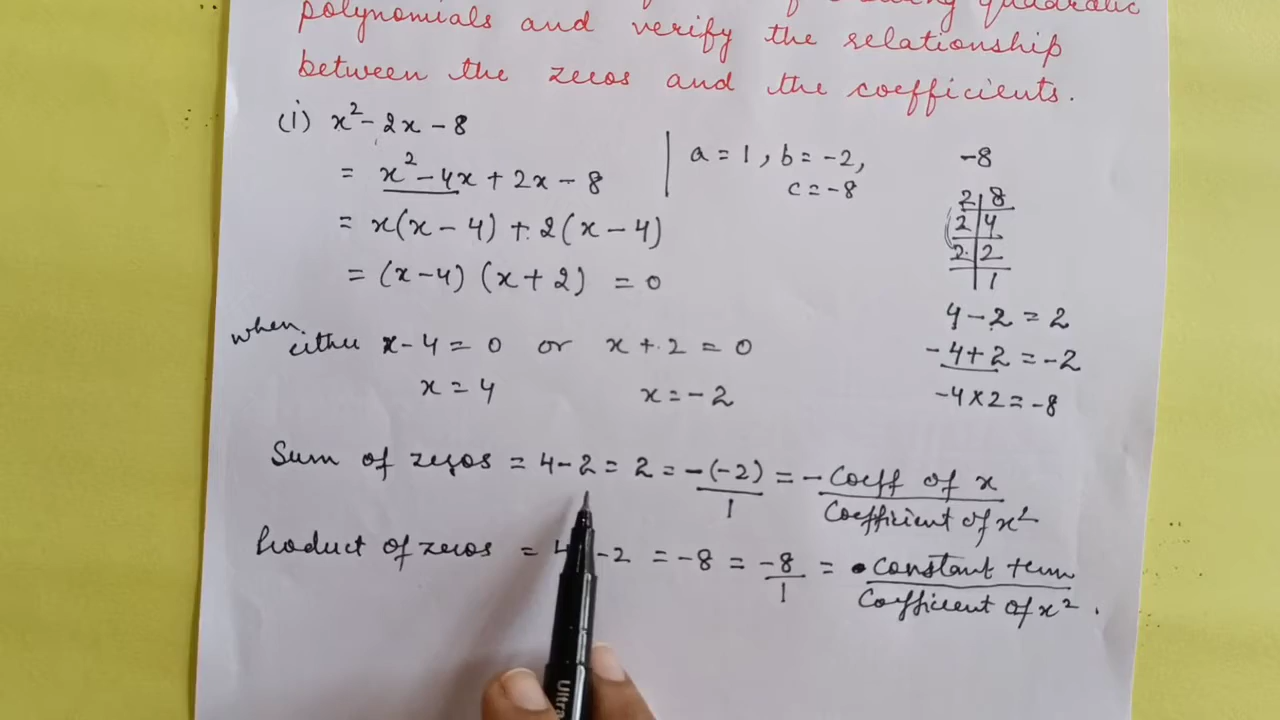 quadratic
polynomials and verify the relationship
between the zeros and the coefficients.
(i) x² - 2x - 8
= x² - 4x + 2x - 8
= x(x - 4) + 2(x - 4)
= (x - 4) (x + 2) = 0
when
either x - 4 = 0 or x + 2 = 0
x = 4 x = -2
a = 1, b = -2,
c = -8
-8
2 | 8
2 | 4
2 | 2
1
4 - 2 = 2
-4 + 2 = -2
-4 × 2 = -8
Sum of zeros = 4 - 2 = 2 = -(-2)/1 = - Coeff of x / Coefficient of x²
Product of zeros = 4 -2 = -8 = -8/1 = constant term / Coefficient of x².
Ultra